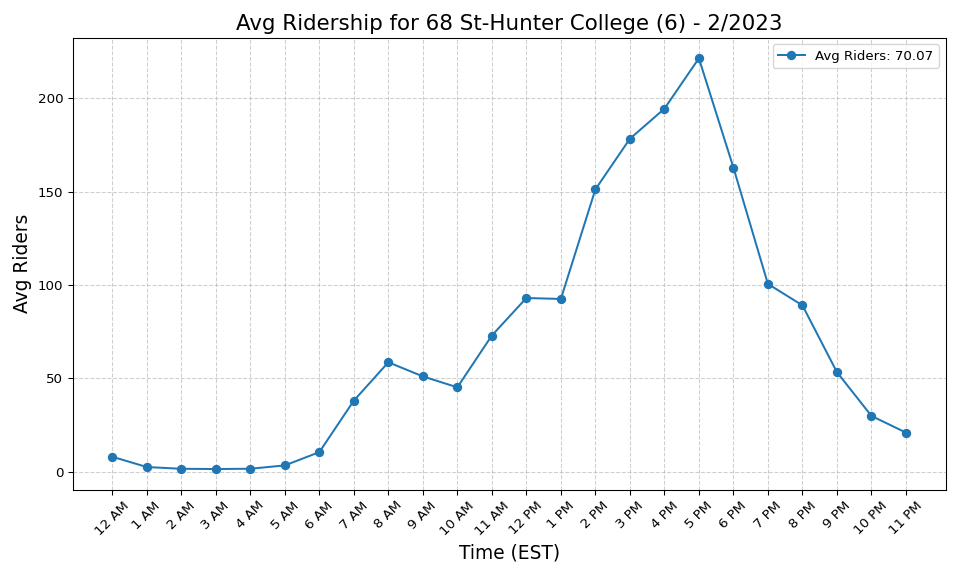 Avg Ridership for 68 St-Hunter College (6) - 2/2023
Avg Riders: 70.07
Avg Riders
200
150
100
50
0
12 AM
1 AM
2 AM
3 AM
4 AM
5 AM
6 AM
7 AM
8 AM
9 AM
10 AM
11 AM
12 PM
1 PM
2 PM
3 PM
4 PM
5 PM
6 PM
7 PM
8 PM
9 PM
10 PM
11 PM
Time (EST)